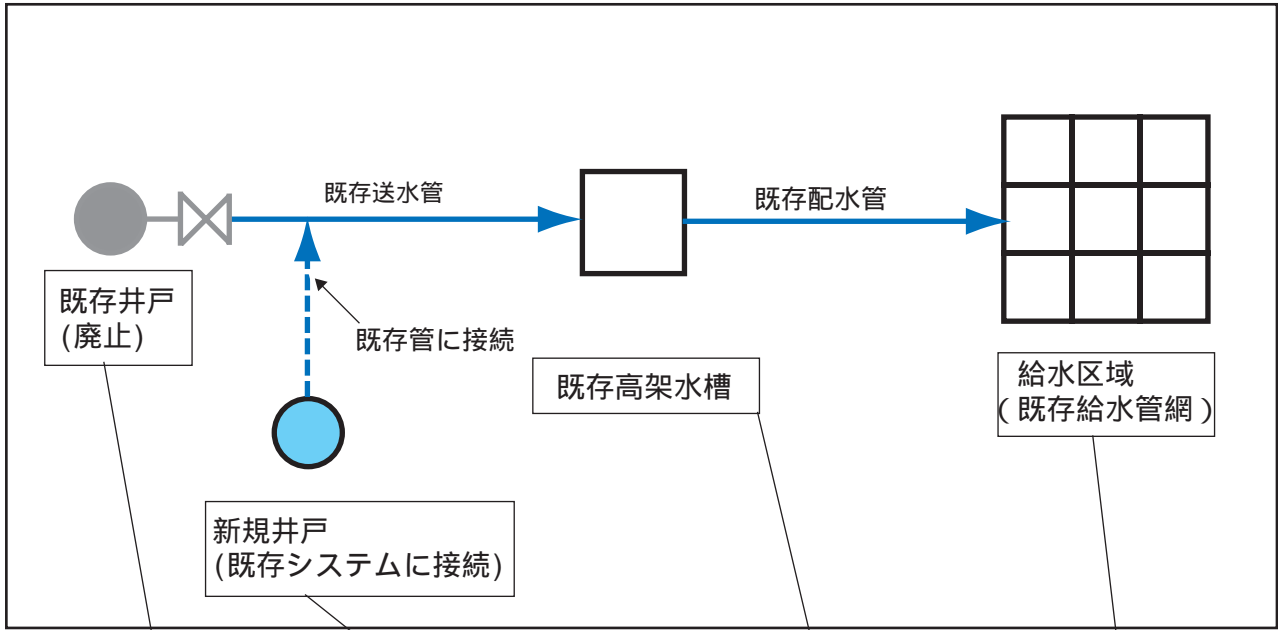 既存送水管
既存配水管
既存井戸
(廃止)
既存管に接続
既存高架水槽
給水区域
(既存給水管網)
新規井戸
(既存システムに接続)